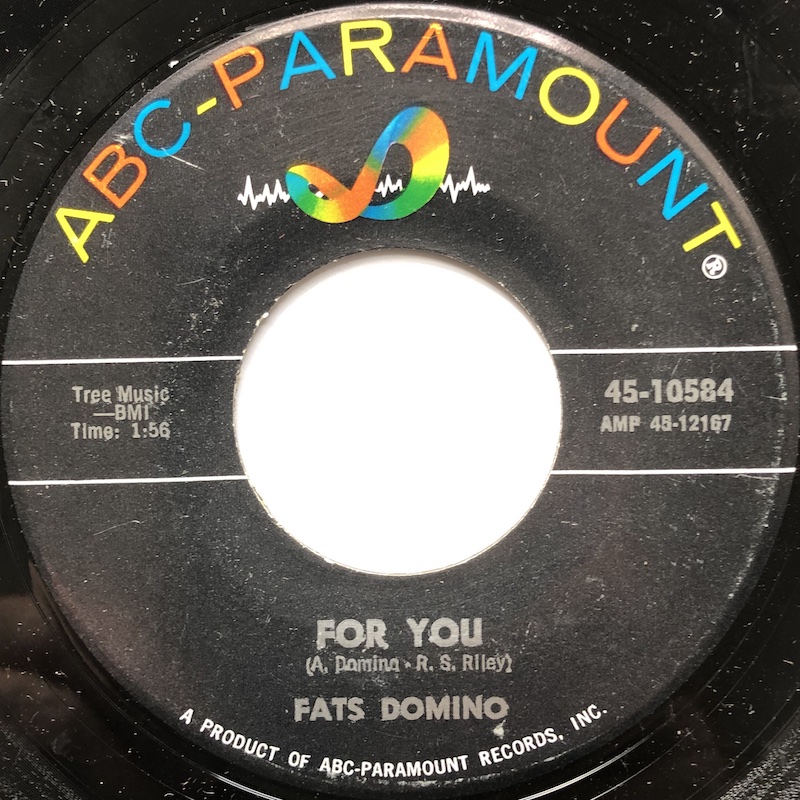 ABC-PARAMOUNT®
Tree Music
—BMI
Time: 1:56
45-10584
AMP 45-12167
FOR YOU
(A. Domino - R. S. Riley)
FATS DOMINO
A PRODUCT OF ABC-PARAMOUNT RECORDS, INC.